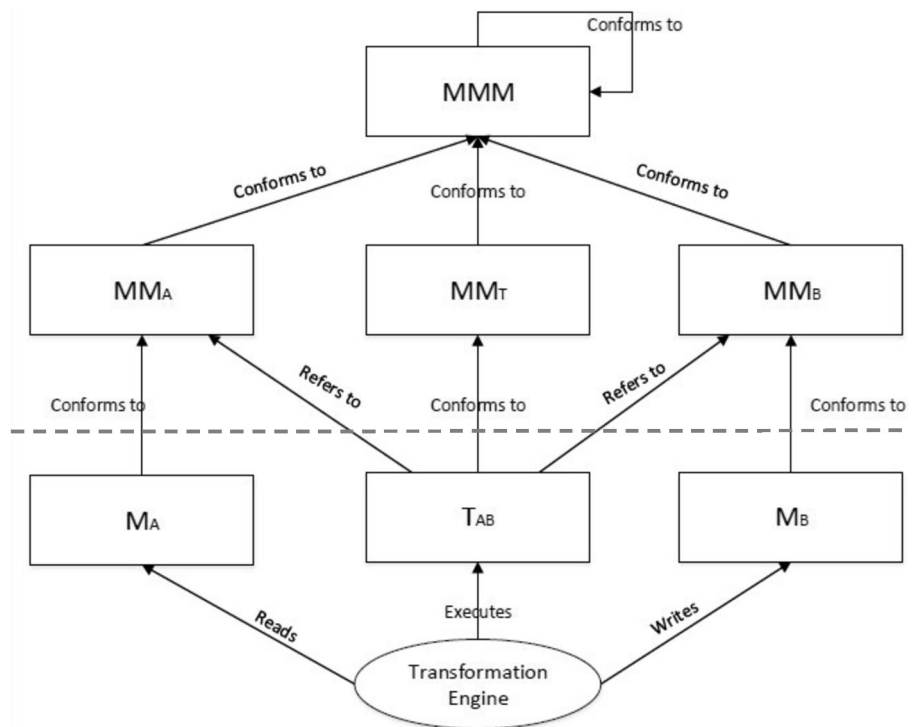 Conforms to
MMM
Conforms to
Conforms to
Conforms to
MMA
MMT
MMB
Refers to
Refers to
Conforms to
Conforms to
Conforms to
MA
TAB
MB
Reads
Executes
Writes
Transformation
Engine